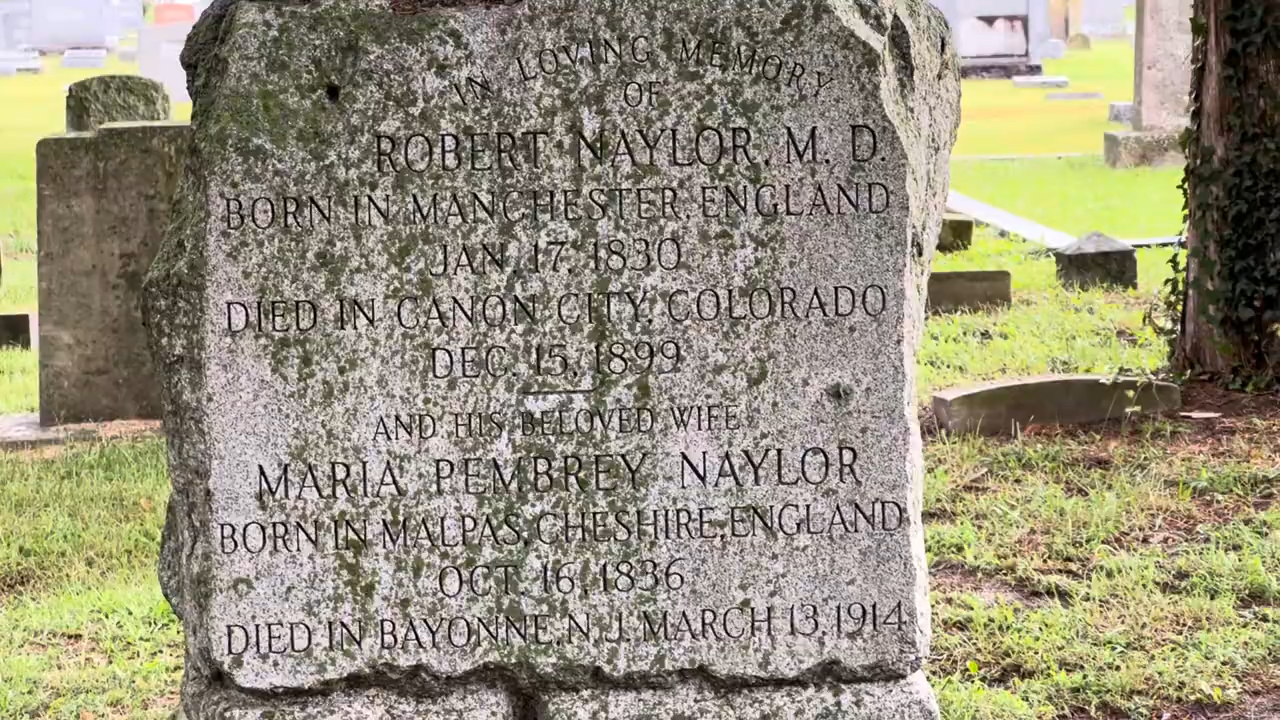 IN LOVING MEMORY
OF
ROBERT NAYLOR, M. D.
BORN IN MANCHESTER, ENGLAND
JAN. 17, 1830
DIED IN CANON CITY, COLORADO
DEC. 15, 1899
AND HIS BELOVED WIFE
MARIA PEMBREY NAYLOR
BORN IN MALPAS, CHESHIRE, ENGLAND
OCT. 16, 1836
DIED IN BAYONNE, N. J. MARCH 13, 1914